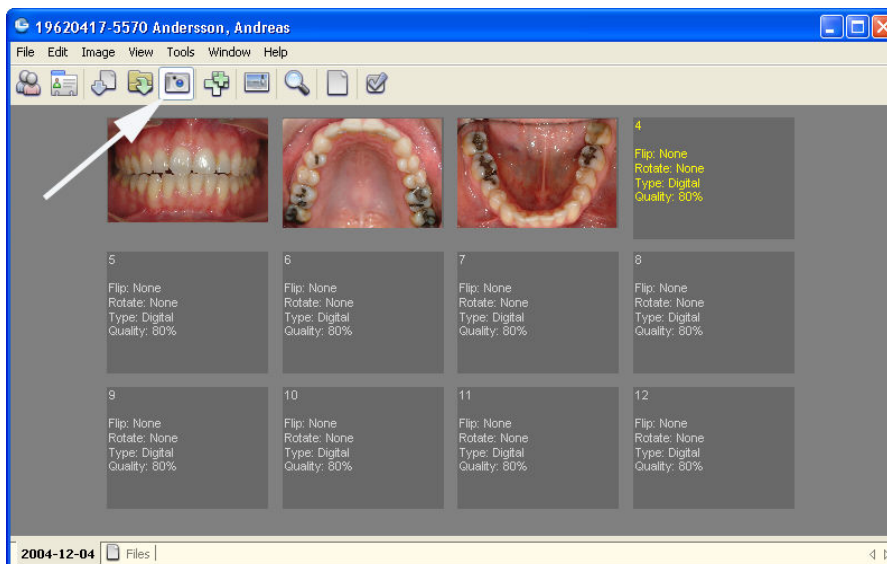 19620417-5570 Andersson, Andreas
File Edit Image View Tools Window Help
4
Flip: None
Rotate: None
Type: Digital
Quality: 80%
5
Flip: None
Rotate: None
Type: Digital
Quality: 80%
6
Flip: None
Rotate: None
Type: Digital
Quality: 80%
7
Flip: None
Rotate: None
Type: Digital
Quality: 80%
8
Flip: None
Rotate: None
Type: Digital
Quality: 80%
9
Flip: None
Rotate: None
Type: Digital
Quality: 80%
10
Flip: None
Rotate: None
Type: Digital
Quality: 80%
11
Flip: None
Rotate: None
Type: Digital
Quality: 80%
12
Flip: None
Rotate: None
Type: Digital
Quality: 80%
2004-12-04 Files